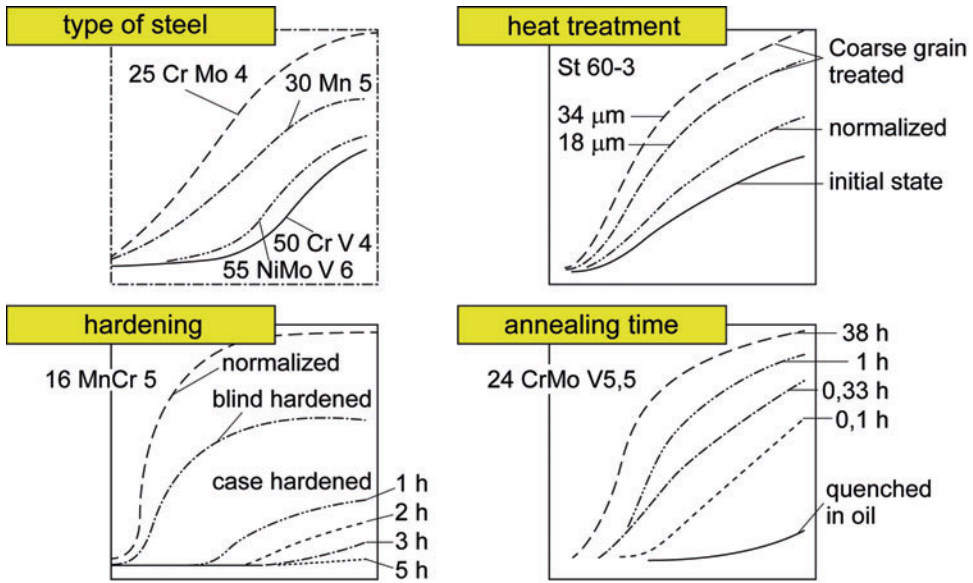 type of steel
25 Cr Mo 4
30 Mn 5
50 Cr V 4
55 NiMo V 6
heat treatment
St 60-3
Coarse grain
treated
34 µm
18 µm
normalized
initial state
hardening
16 MnCr 5
normalized
blind hardened
case hardened
1 h
2 h
3 h
5 h
annealing time
24 CrMo V5,5
38 h
1 h
0,33 h
0,1 h
quenched
in oil